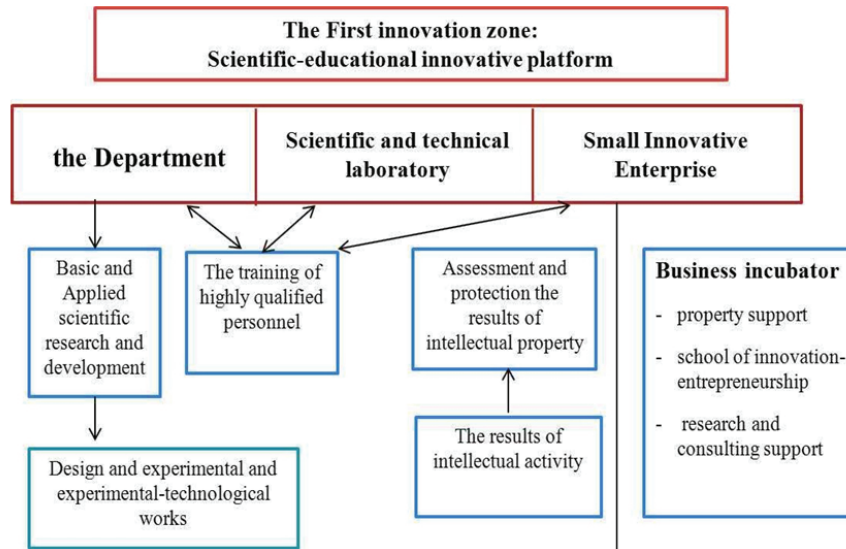 The First innovation zone:
Scientific-educational innovative platform
the Department
Scientific and technical
laboratory
Small Innovative
Enterprise
Basic and
Applied
scientific
research and
development
The training of
highly qualified
personnel
Assessment and
protection the
results of
intellectual property
Business incubator
- property support
- school of innovation-
entrepreneurship
- research and
consulting support
The results of
intellectual activity
Design and experimental and
experimental-technological
works